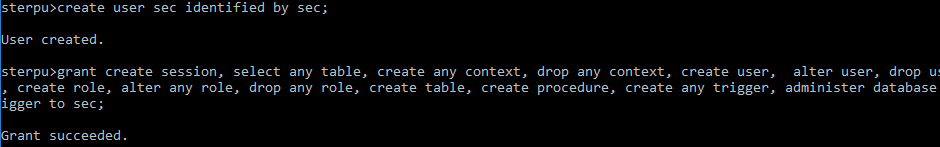 sterpu>create user sec identified by sec;
User created.
sterpu>grant create session, select any table, create any context, drop any context, create user,  alter user, drop us
, create role, alter any role, drop any role, create table, create procedure, create any trigger, administer database
igger to sec;
Grant succeeded.